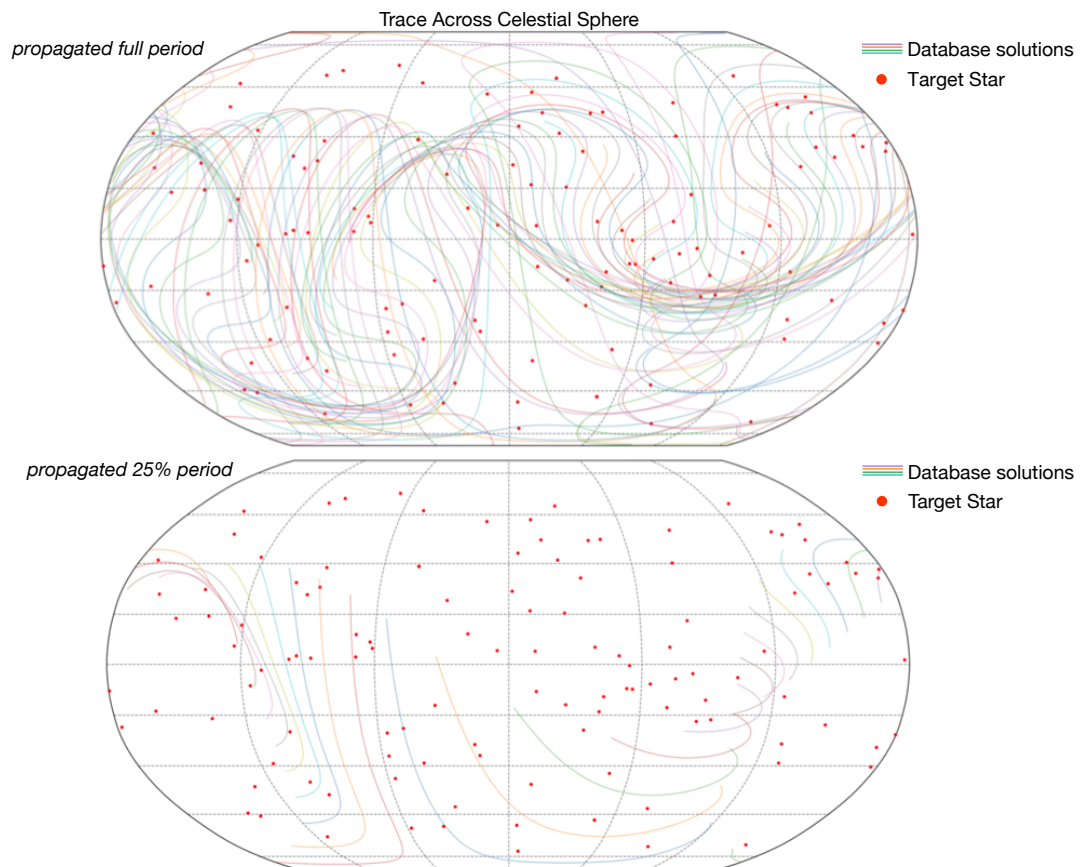 Trace Across Celestial Sphere
propagated full period
Database solutions
Target Star
propagated 25% period
Database solutions
Target Star